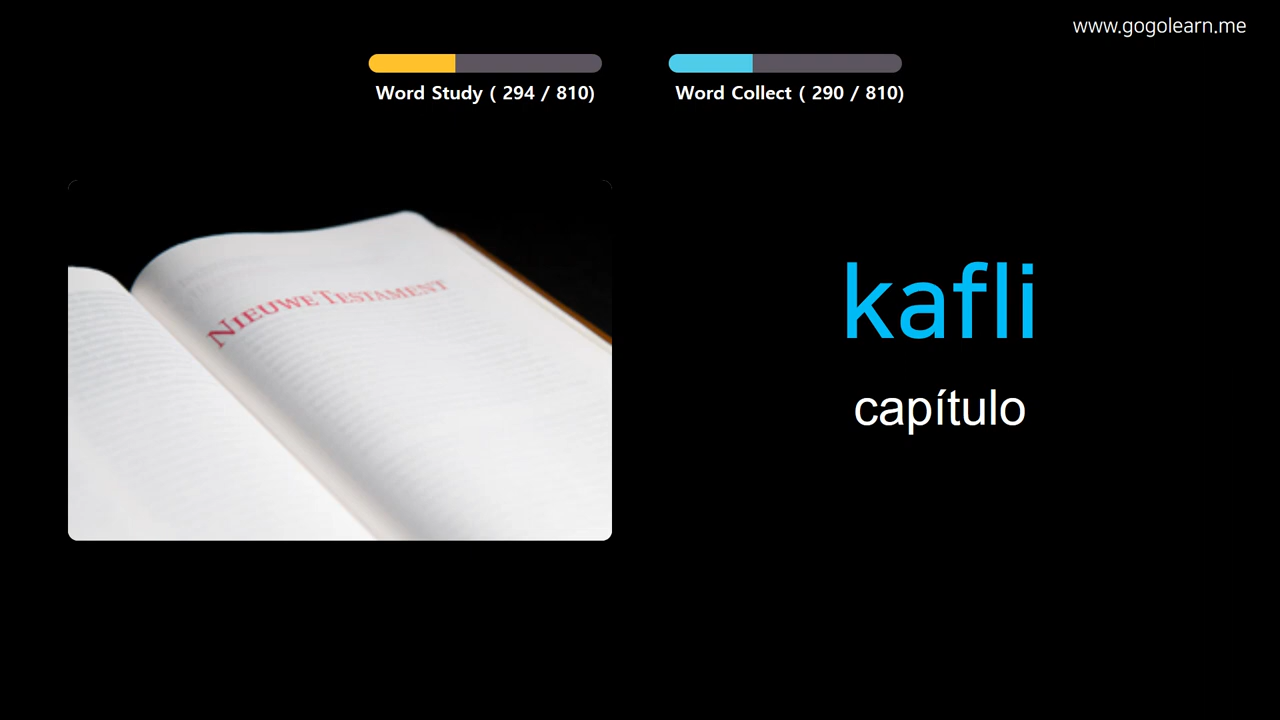 www.gogolearn.me
Word Study ( 294 / 810)
Word Collect ( 290 / 810)
NIEUWE TESTAMENT
kafli
capítulo